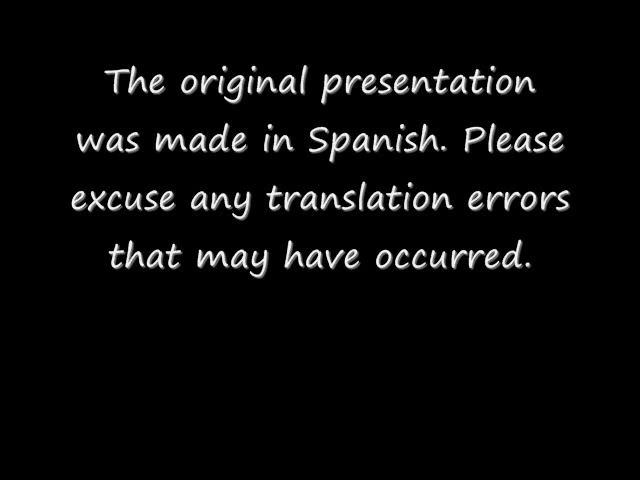 The original presentation
was made in Spanish. Please
excuse any translation errors
that may have occurred.